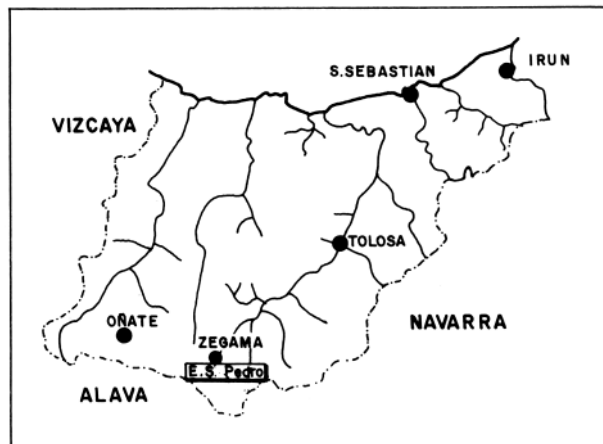 IRUN
S.SEBASTIAN
VIZCAYA
TOLOSA
OÑATE
NAVARRA
ZEGAMA
E.S. Pedro
ALAVA